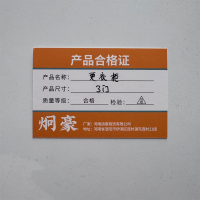 产品合格证
产品名称： 更衣柜
产品尺寸： 3门
质量等级： 合格 检验：
炯豪